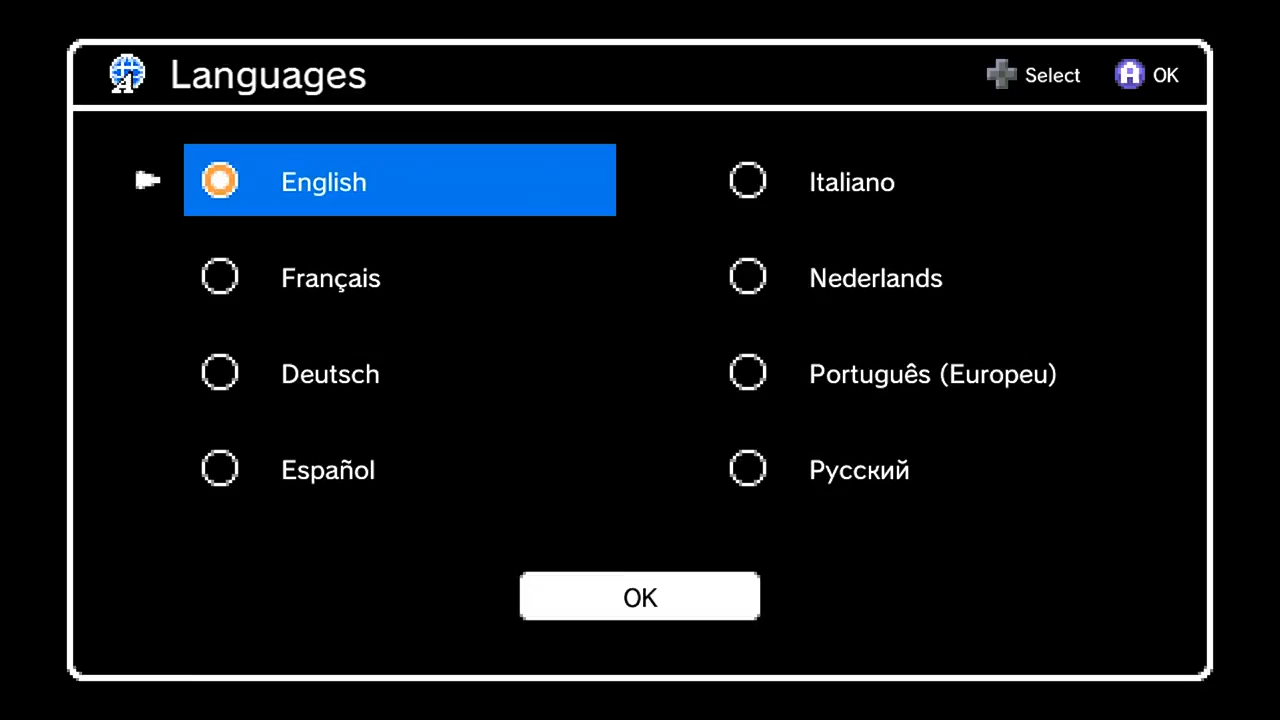 Languages
Select
A OK
English
Italiano
Français
Nederlands
Deutsch
Português (Europeu)
Español
Русский
OK